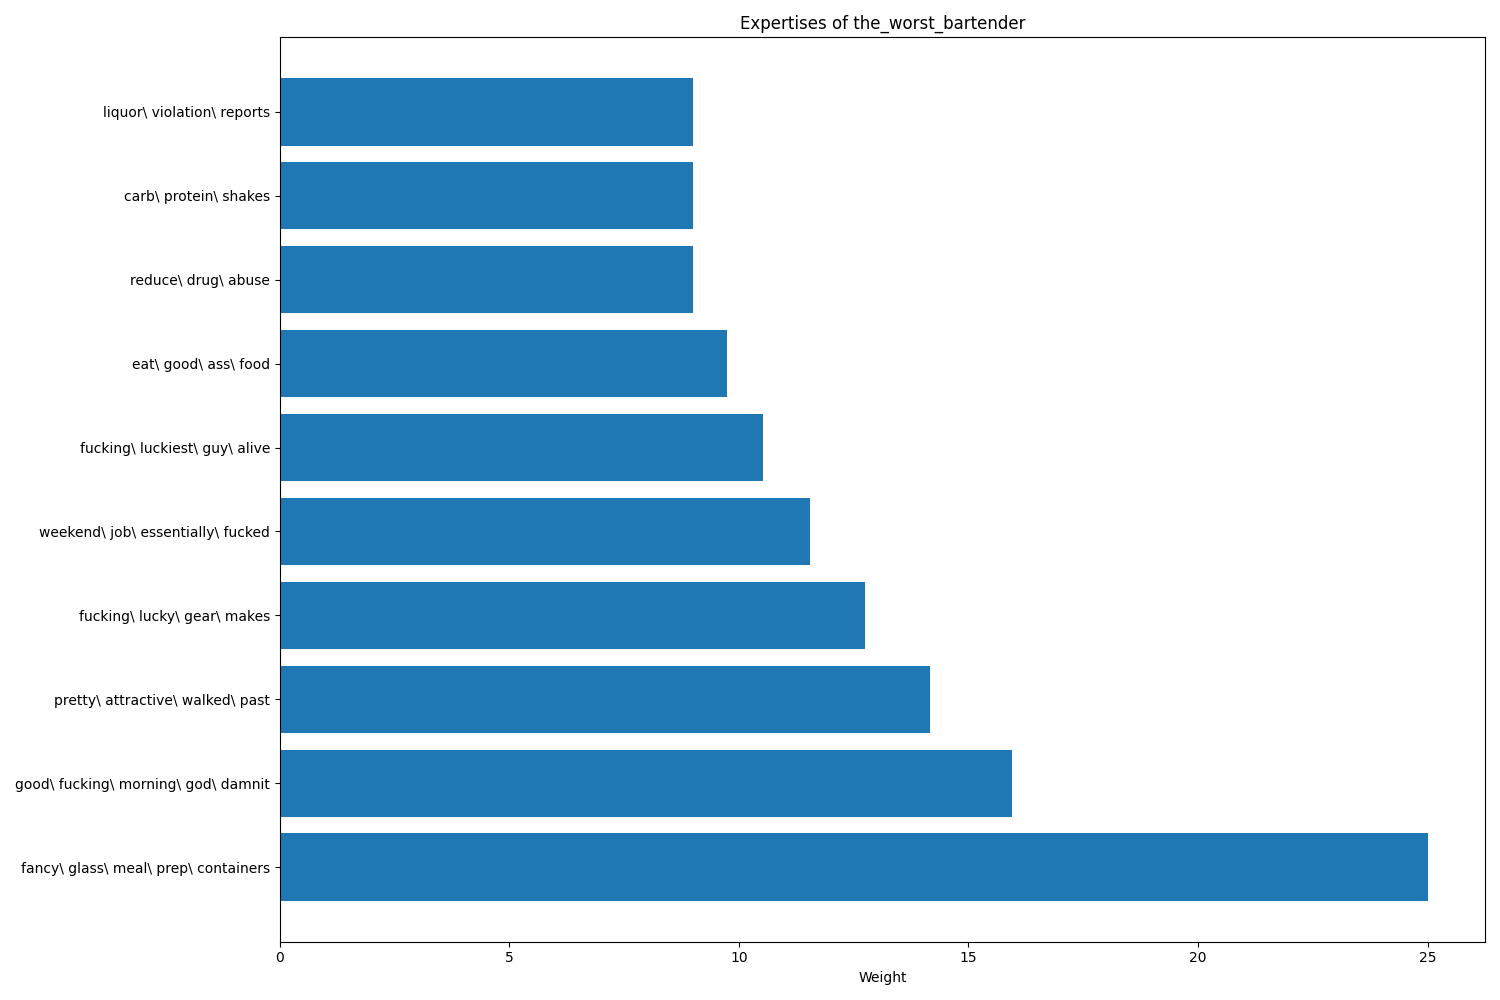 Expertises of the_worst_bartender
liquor\ violation\ reports
carb\ protein\ shakes
reduce\ drug\ abuse
eat\ good\ ass\ food
fucking\ luckiest\ guy\ alive
weekend\ job\ essentially\ fucked
fucking\ lucky\ gear\ makes
pretty\ attractive\ walked\ past
good\ fucking\ morning\ god\ damnit
fancy\ glass\ meal\ prep\ containers
0 5 10 15 20 25
Weight